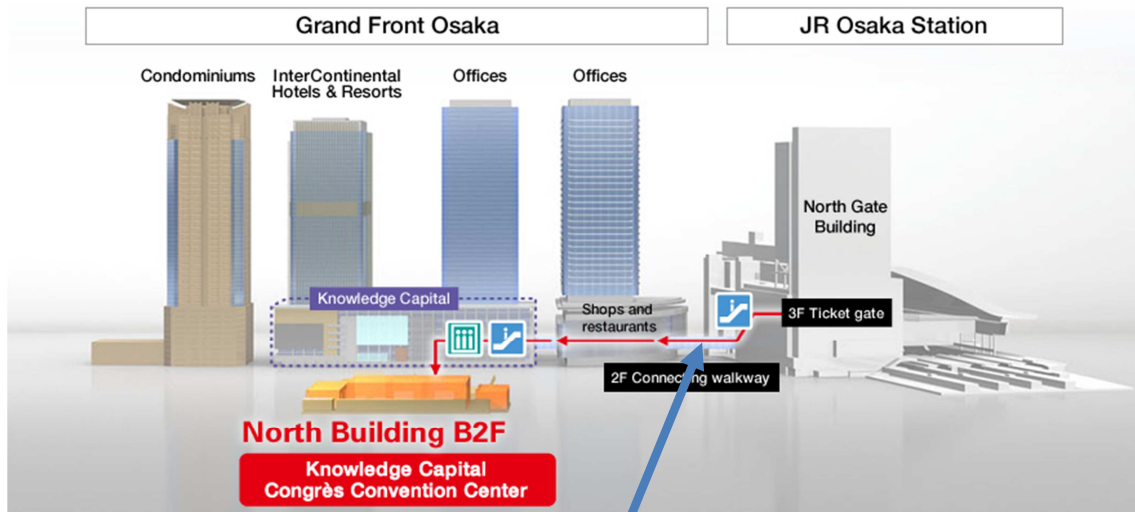 Grand Front Osaka
JR Osaka Station
Condominiums
InterContinental
Hotels & Resorts
Offices
Offices
North Gate
Building
Knowledge Capital
Shops and
restaurants
3F Ticket gate
2F Connecting walkway
North Building B2F
Knowledge Capital
Congrès Convention Center